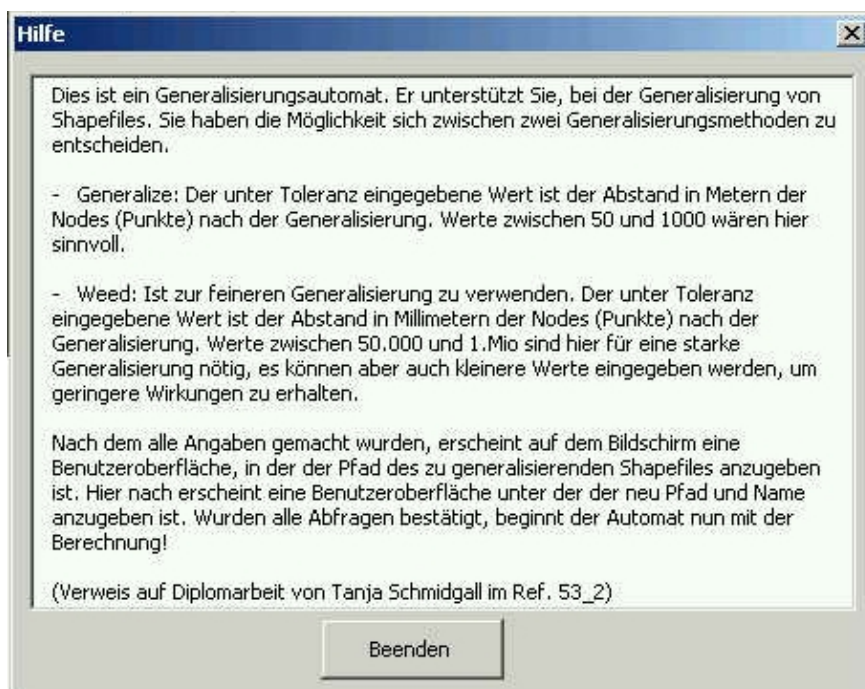 Hilfe
Dies ist ein Generalisierungsautomat. Er unterstützt Sie, bei der Generalisierung von
Shapefiles. Sie haben die Möglichkeit sich zwischen zwei Generalisierungsmethoden zu
entscheiden.
- Generalize: Der unter Toleranz eingegebene Wert ist der Abstand in Metern der
Nodes (Punkte) nach der Generalisierung. Werte zwischen 50 und 1000 wären hier
sinnvoll.
- Weed: Ist zur feineren Generalisierung zu verwenden. Der unter Toleranz
eingegebene Wert ist der Abstand in Millimetern der Nodes (Punkte) nach der
Generalisierung. Werte zwischen 50.000 und 1.Mio sind hier für eine starke
Generalisierung nötig, es können aber auch kleinere Werte eingegeben werden, um
geringere Wirkungen zu erhalten.
Nach dem alle Angaben gemacht wurden, erscheint auf dem Bildschirm eine
Benutzeroberfläche, in der der Pfad des zu generalisierenden Shapefiles anzugeben
ist. Hier nach erscheint eine Benutzeroberfläche unter der der neu Pfad und Name
anzugeben ist. Wurden alle Abfragen bestätigt, beginnt der Automat nun mit der
Berechnung!
(Verweis auf Diplomarbeit von Tanja Schmidgall im Ref. 53_2)
Beenden